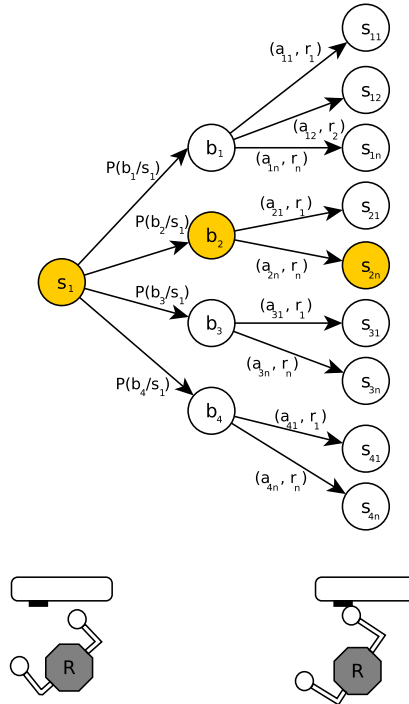 (a₁₁, r₁)
s₁₁
s₁₂
(a₁₂, r₂)
b₁
s₁ₙ
(a₁ₙ, rₙ)
P(b₁/s₁)
(a₂₁, r₁)
s₂₁
P(b₂/s₁)
b₂
(a₂ₙ, rₙ)
s₂ₙ
s₁
P(b₃/s₁)
(a₃₁, r₁)
b₃
s₃₁
(a₃ₙ, rₙ)
s₃ₙ
P(b₄/s₁)
b₄
(a₄₁, r₁)
s₄₁
(a₄ₙ, rₙ)
s₄ₙ
R
R